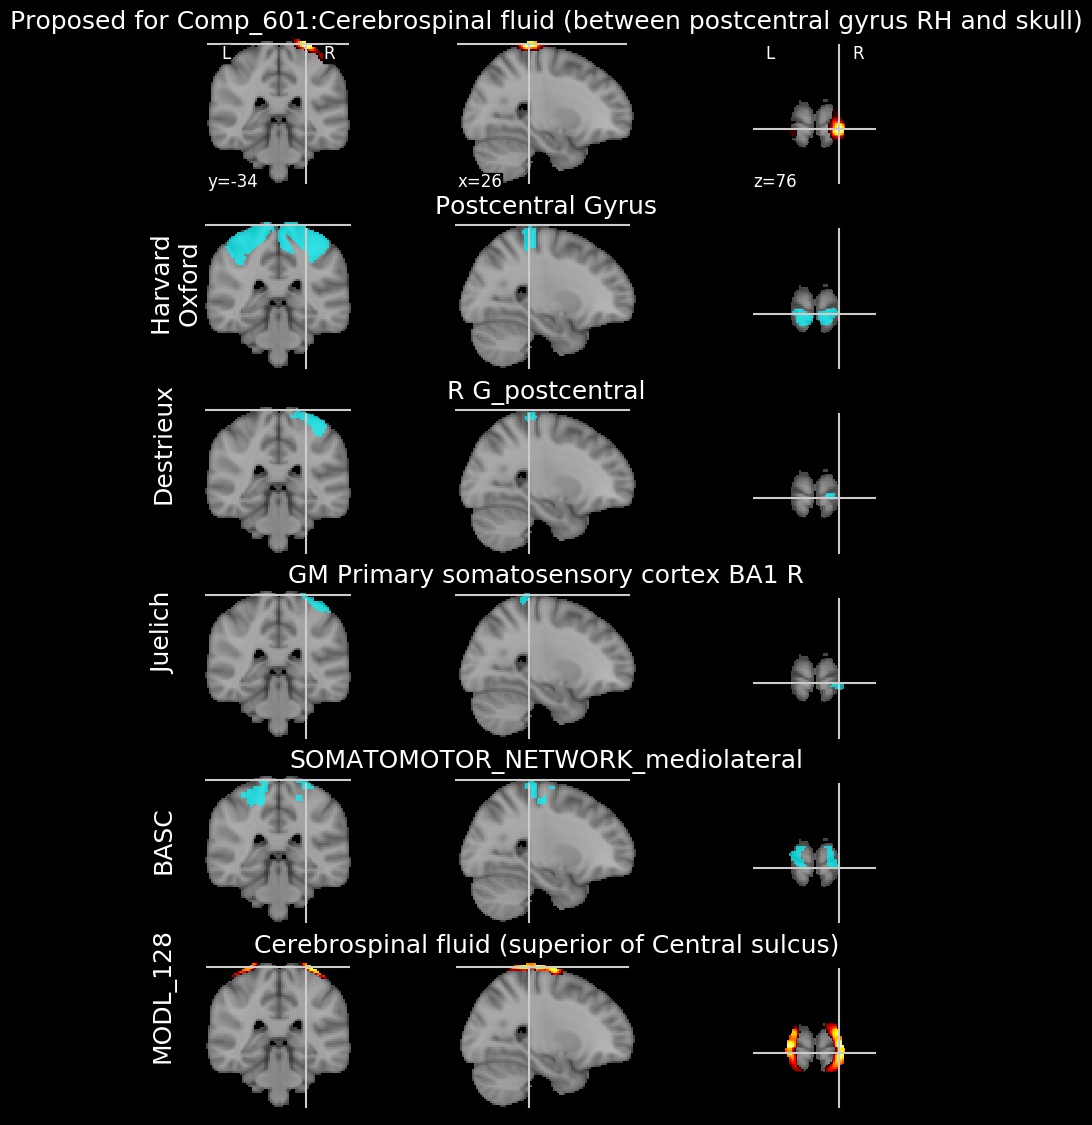 Proposed for Comp_601:Cerebrospinal fluid (between postcentral gyrus RH and skull)
L R L R
y=-34 x=26 z=76
Postcentral Gyrus
Harvard
Oxford
R G_postcentral
Destrieux
GM Primary somatosensory cortex BA1 R
Juelich
SOMATOMOTOR_NETWORK_mediolateral
BASC
Cerebrospinal fluid (superior of Central sulcus)
MODL_128